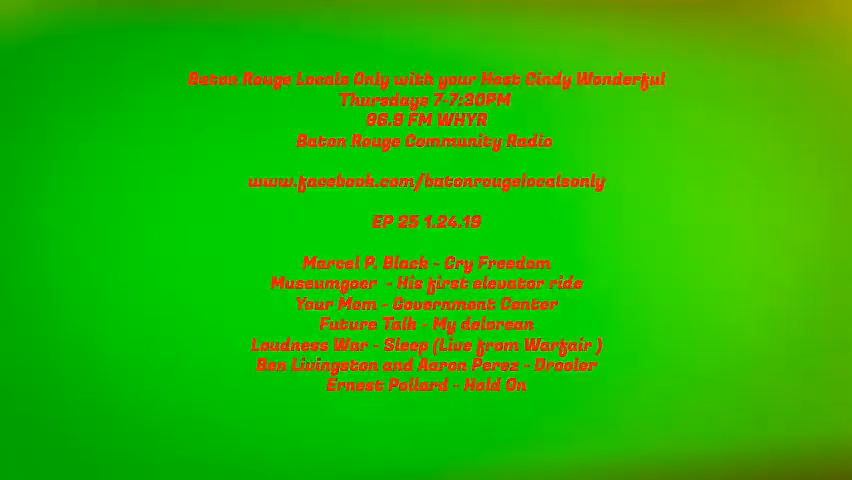 Baton Rouge Locals Only with your Host Cindy Wonderful
Thursdays 7-7:30PM
96.9 FM WHYR
Baton Rouge Community Radio
www.facebook.com/batonrougelocalsonly
EP 25 1.24.19
Marcel P. Black - Cry Freedom
Museumgoer - His first elevator ride
Your Mom - Government Center
Future Talk - My delorean
Loudness War - Sleep (Live from Warfair )
Ben Livingston and Aaron Perez - Drooler
Ernest Pollard - Hold On